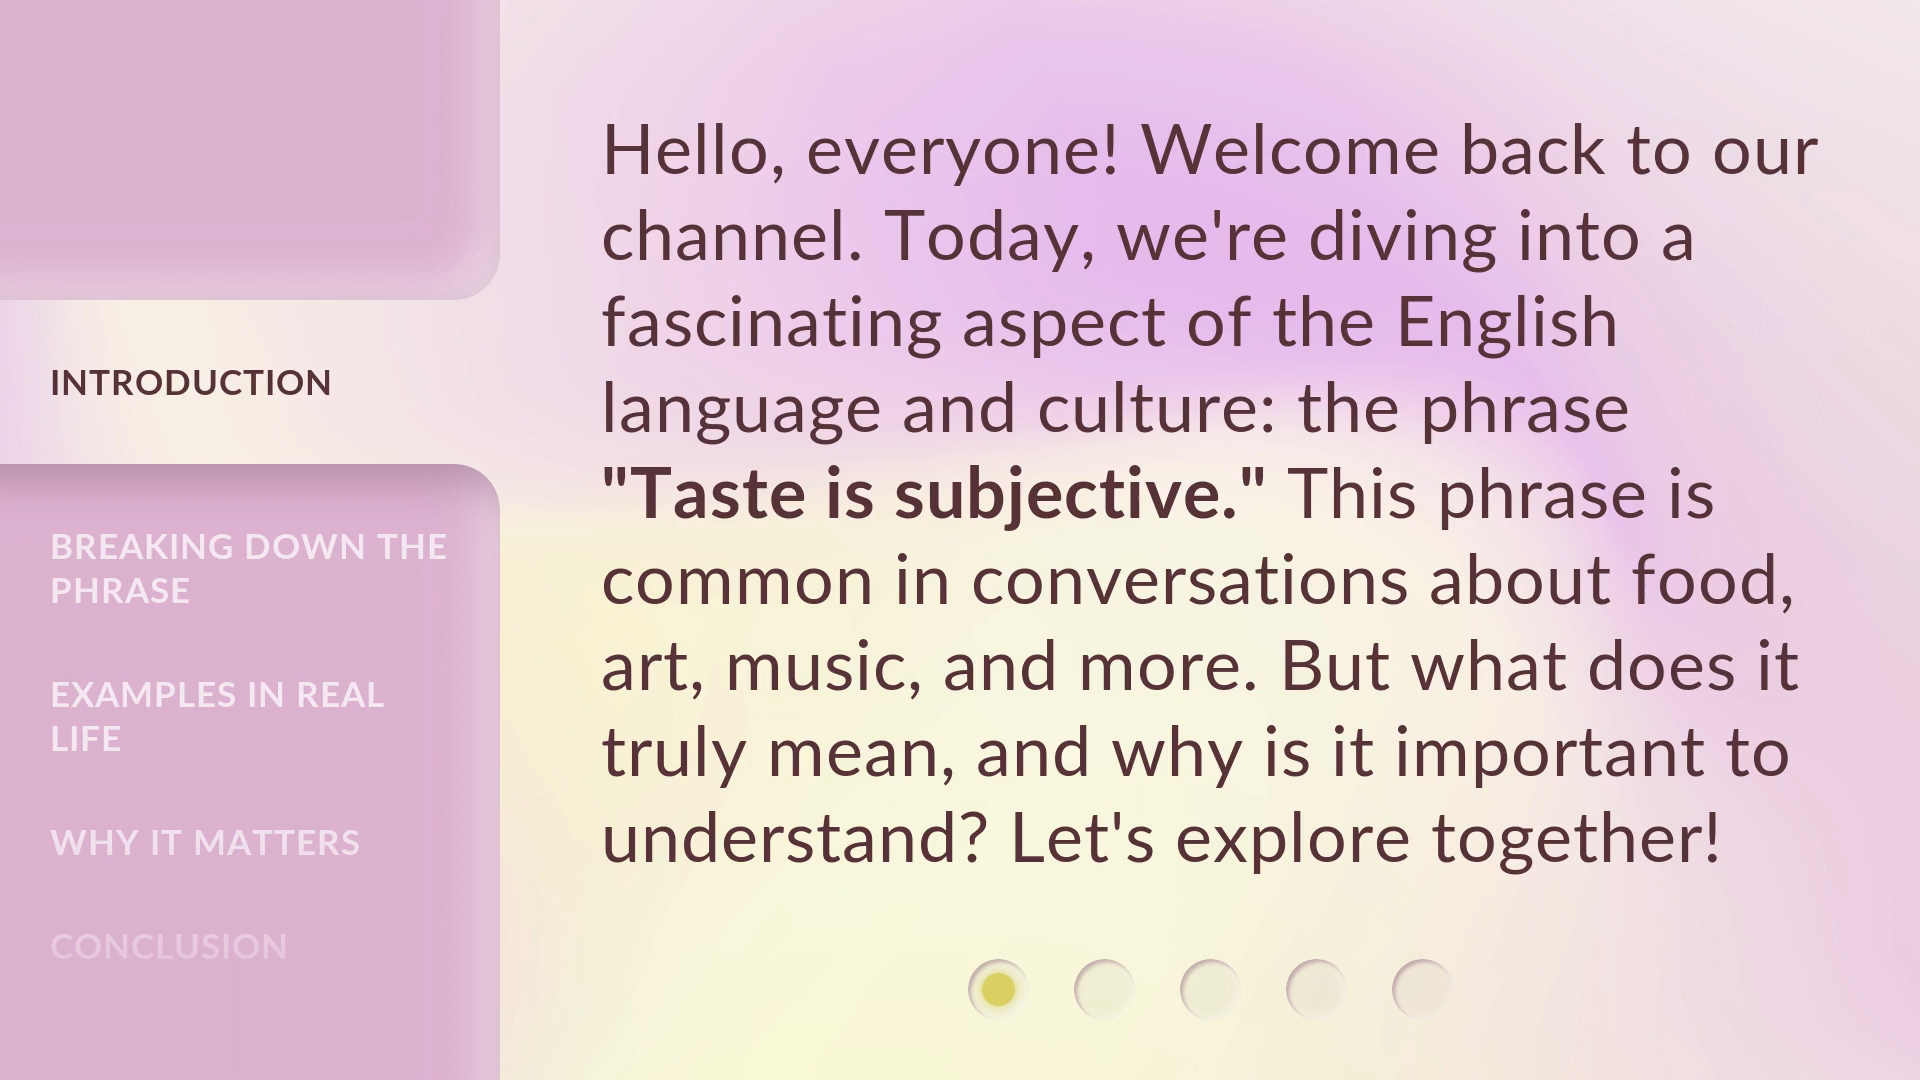 INTRODUCTION
BREAKING DOWN THE
PHRASE
EXAMPLES IN REAL
LIFE
WHY IT MATTERS
CONCLUSION
Hello, everyone! Welcome back to our
channel. Today, we're diving into a
fascinating aspect of the English
language and culture: the phrase
"Taste is subjective." This phrase is
common in conversations about food,
art, music, and more. But what does it
truly mean, and why is it important to
understand? Let's explore together!